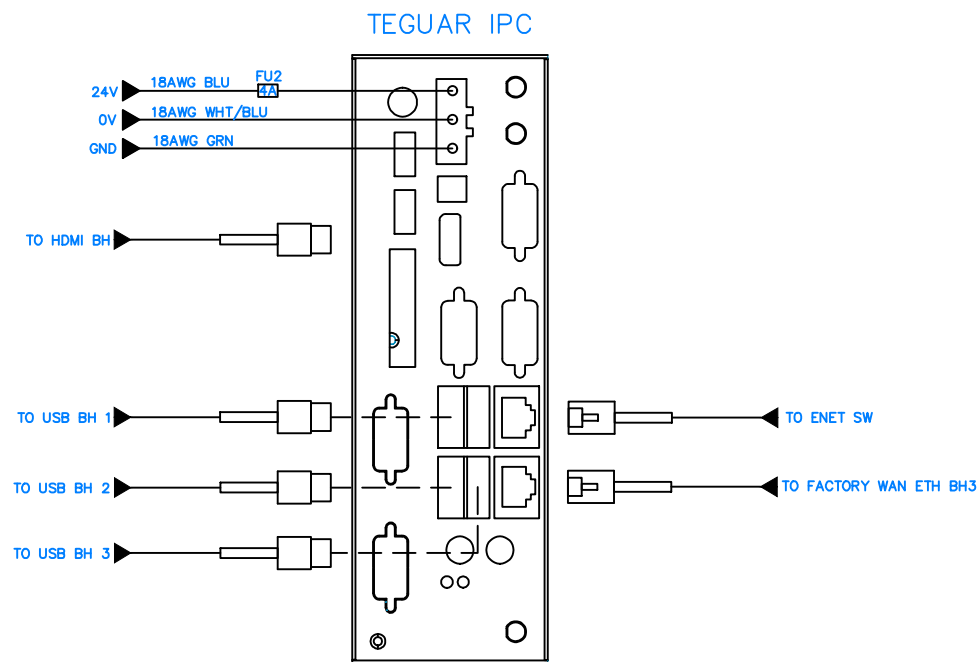 TEGUAR IPC
24V
18AWG BLU
FU2
4A
0V
18AWG WHT/BLU
GND
18AWG GRN
TO HDMI BH
TO USB BH 1
TO ENET SW
TO USB BH 2
TO FACTORY WAN ETH BH3
TO USB BH 3